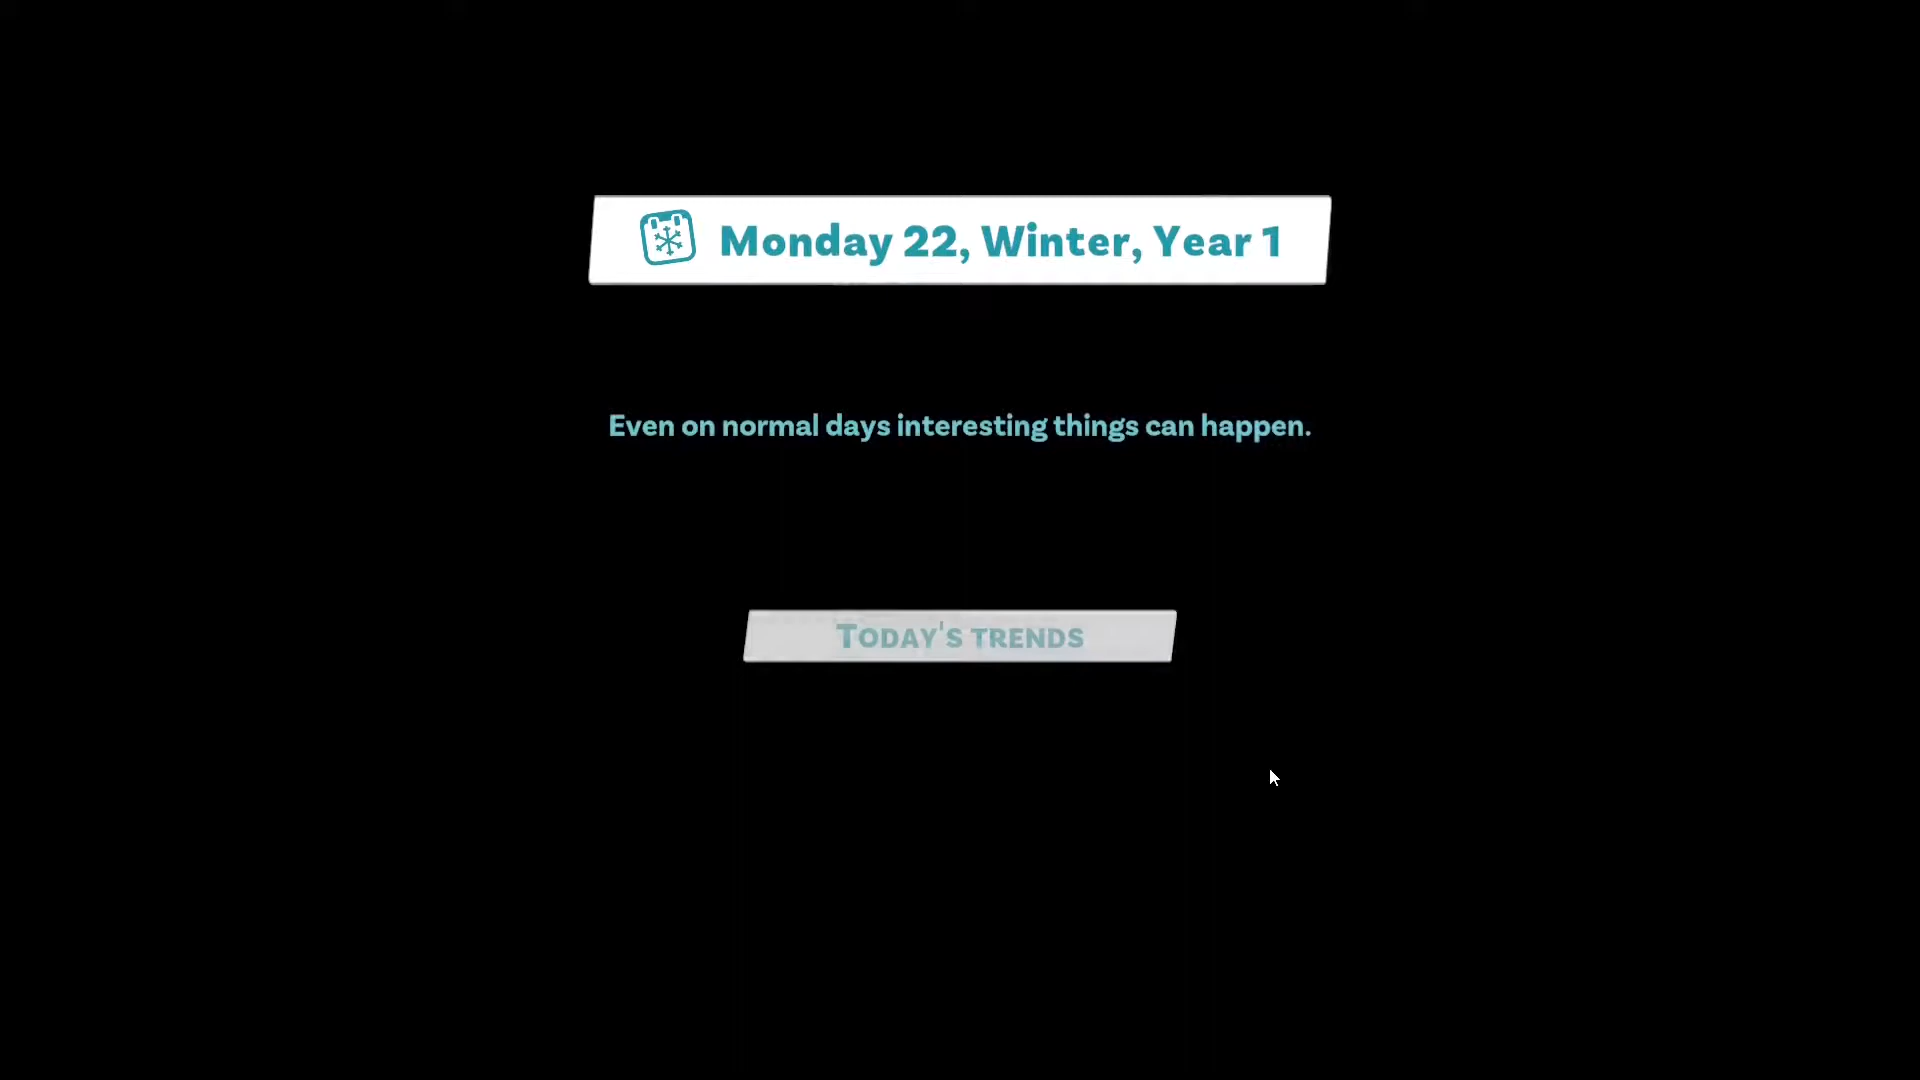 Monday 22, Winter, Year 1
Even on normal days interesting things can happen.
Today's trends